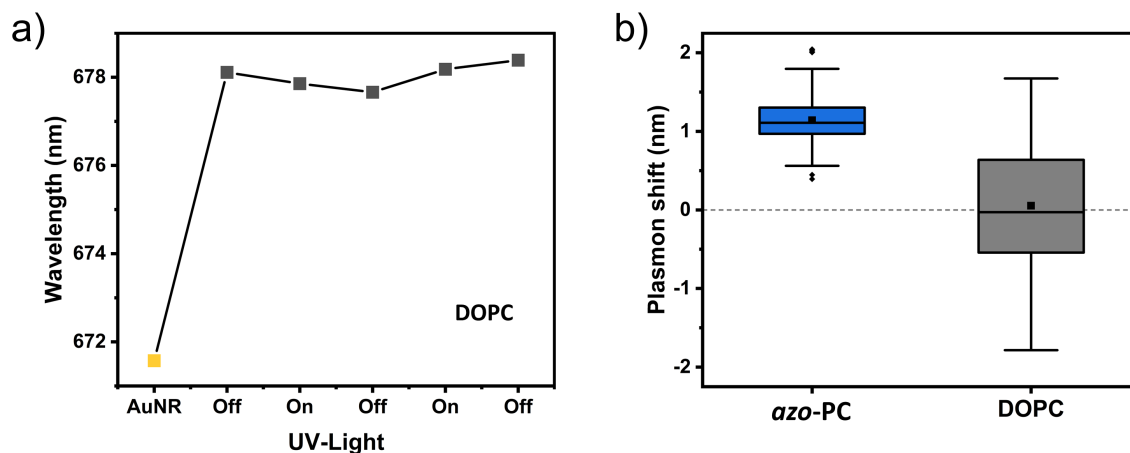 a)
Wavelength (nm)
678
676
674
672
DOPC
AuNR Off On Off On Off
UV-Light
b)
Plasmon shift (nm)
2
1
0
-1
-2
azo-PC DOPC